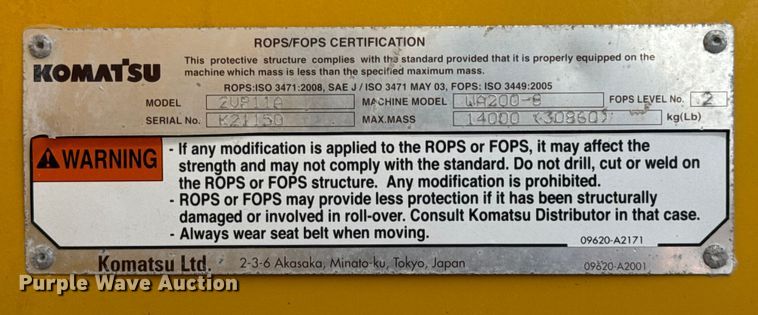 KOMATSU
ROPS/FOPS CERTIFICATION
This protective structure complies with the standard provided that it is properly equipped on the
machine which mass is less than the specified maximum mass.
ROPS:ISO 3471:2008, SAE J / ISO 3471 MAY 03, FOPS: ISO 3449:2005
MODEL MACHINE MODEL WA200-8 FOPS LEVEL No. 2
SERIAL No. K21150 MAX.MASS 14000 (30860) kg(Lb)
WARNING
- If any modification is applied to the ROPS or FOPS, it may affect the
strength and may not comply with the standard. Do not drill, cut or weld on
the ROPS or FOPS structure. Any modification is prohibited.
- ROPS or FOPS may provide less protection if it has been structurally
damaged or involved in roll-over. Consult Komatsu Distributor in that case.
- Always wear seat belt when moving.
09620-A2171
Komatsu Ltd. 2-3-6 Akasaka, Minato-ku, Tokyo, Japan 09620-A2001
Purple Wave Auction